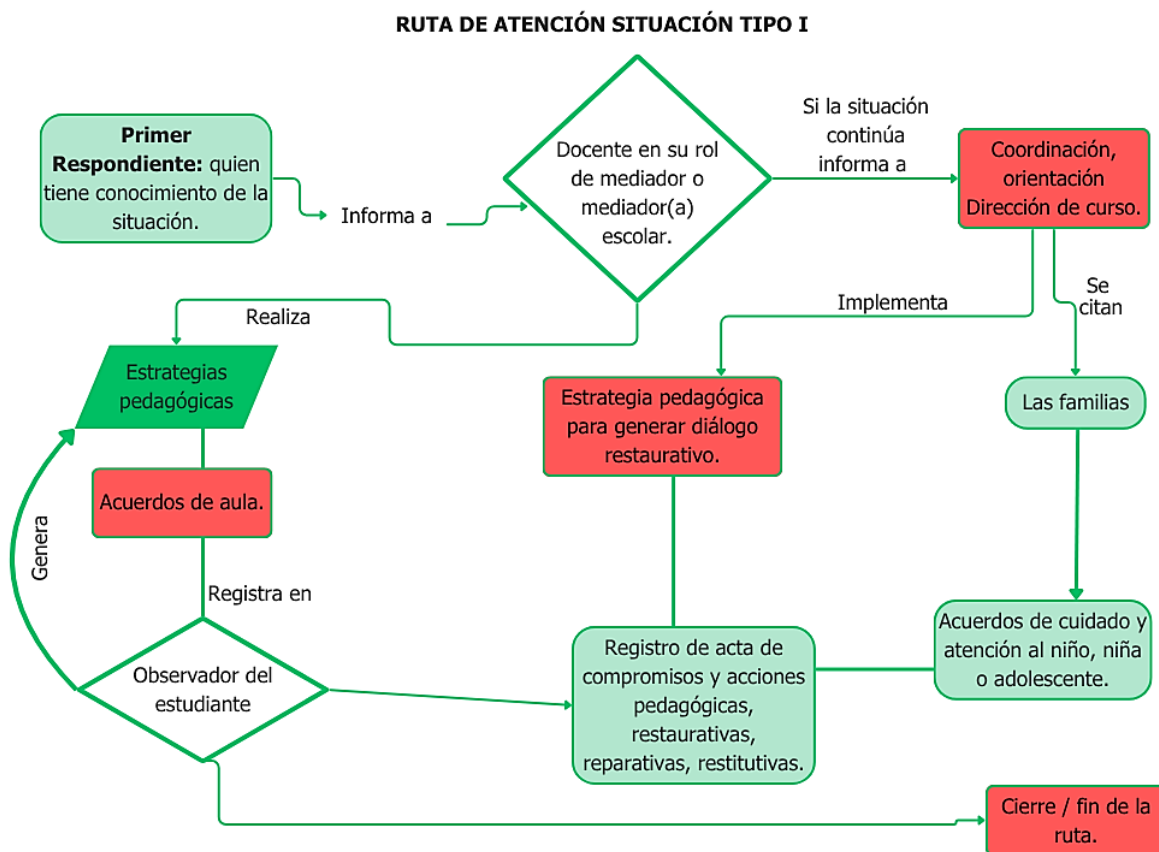 RUTA DE ATENCIÓN SITUACIÓN TIPO I
Primer
Respondiente: quien
tiene conocimiento de la
situación.
Informa a
Docente en su rol
de mediador o
mediador(a)
escolar.
Si la situación
continúa
informa a
Coordinación,
orientación
Dirección de curso.
Realiza
Implementa
Se
citan
Estrategias
pedagógicas
Estrategia pedagógica
para generar diálogo
restaurativo.
Las familias
Acuerdos de aula.
Genera
Registra en
Observador del
estudiante
Registro de acta de
compromisos y acciones
pedagógicas,
restaurativas,
reparativas, restitutivas.
Acuerdos de cuidado y
atención al niño, niña
o adolescente.
Cierre / fin de la
ruta.